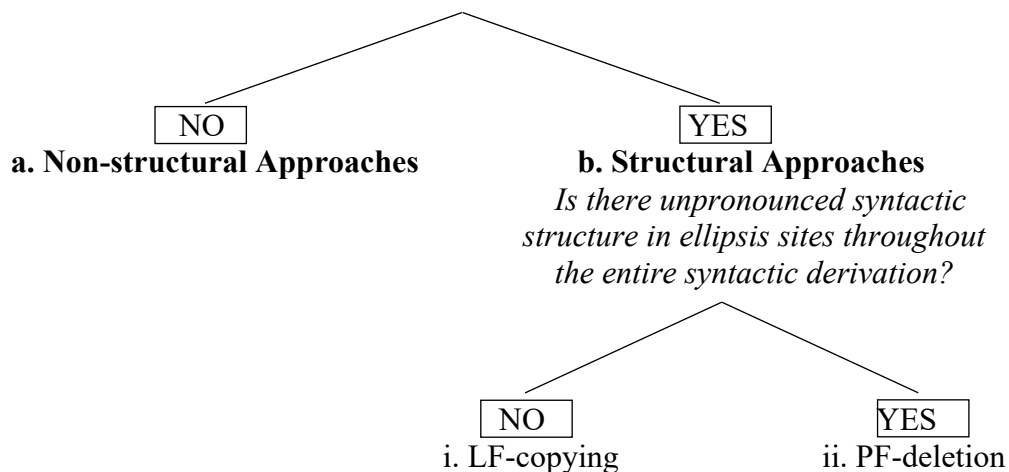 NO
YES
a. Non-structural Approaches
b. Structural Approaches
Is there unpronounced syntactic
structure in ellipsis sites throughout
the entire syntactic derivation?
NO
YES
i. LF-copying
ii. PF-deletion